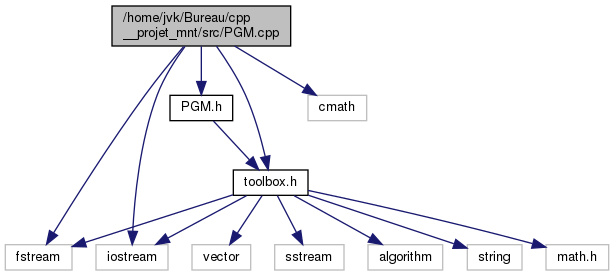 /home/jvk/Bureau/cpp
__projet_mnt/src/PGM.cpp
PGM.h
cmath
toolbox.h
fstream
iostream
vector
sstream
algorithm
string
math.h